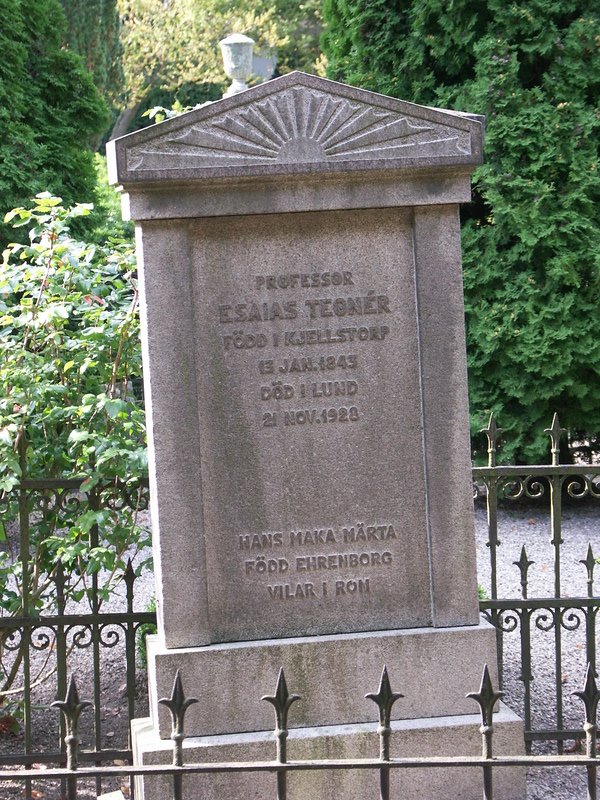 PROFESSOR
ESAIAS TEGNÉR
FÖDD I KJELLSTORP
13 JAN. 1843
DÖD I LUND
21 NOV. 1928
HANS MAKA MÄRTA
FÖDD EHRENBORG
VILAR I RÖN